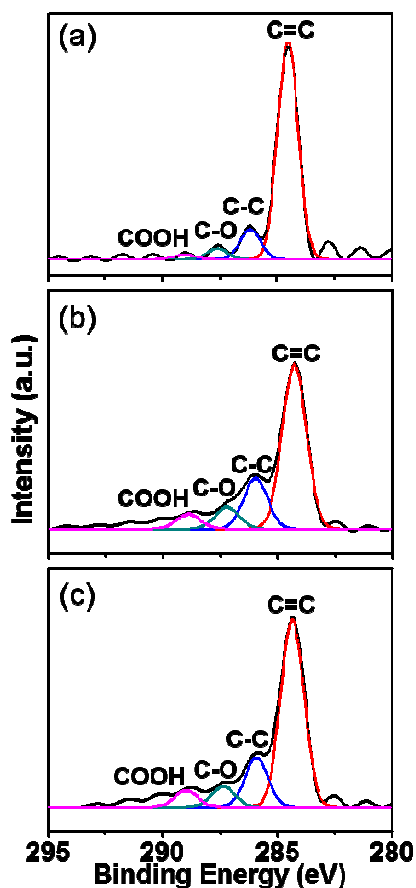 (a)
C=C
C-C
C-O
COOH
(b)
C=C
C-C
C-O
COOH
Intensity (a.u.)
(c)
C=C
C-C
C-O
COOH
295 290 285 280
Binding Energy (eV)